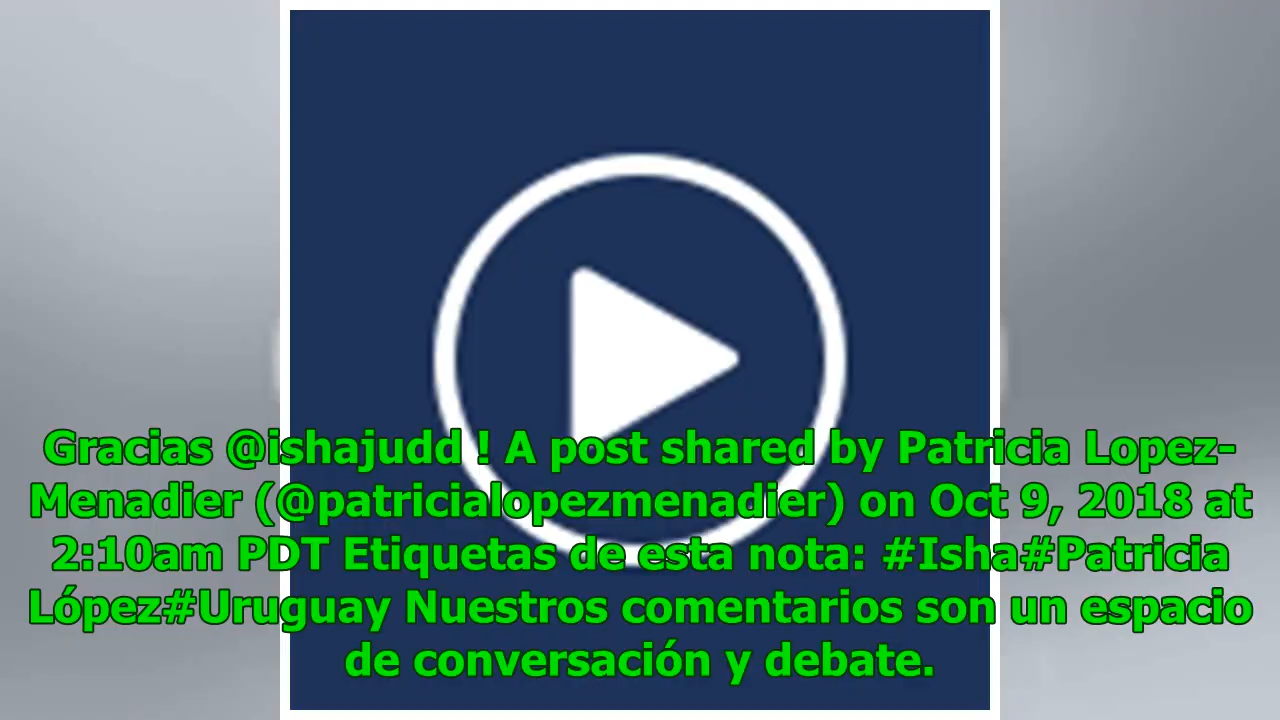 Gracias @ishajudd ! A post shared by Patricia Lopez-
Menadier (@patricialopezmenadier) on Oct 9, 2018 at
2:10am PDT Etiquetas de esta nota: #Isha#Patricia
López#Uruguay Nuestros comentarios son un espacio
de conversación y debate.